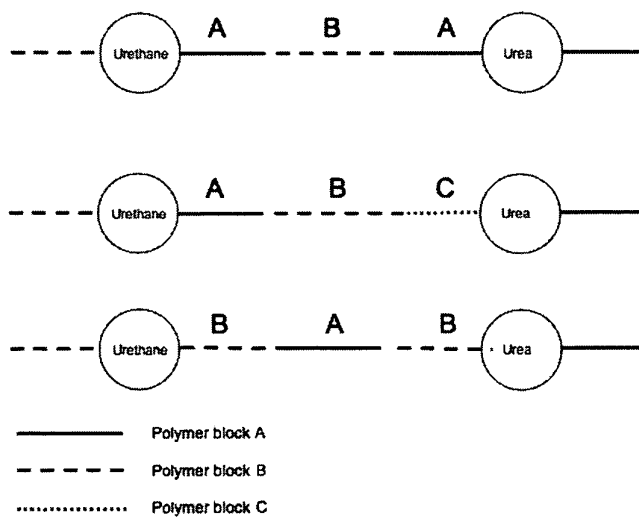 A B A
Urethane Urea
A B C
Urethane Urea
B A B
Urethane Urea
Polymer block A
Polymer block B
Polymer block C